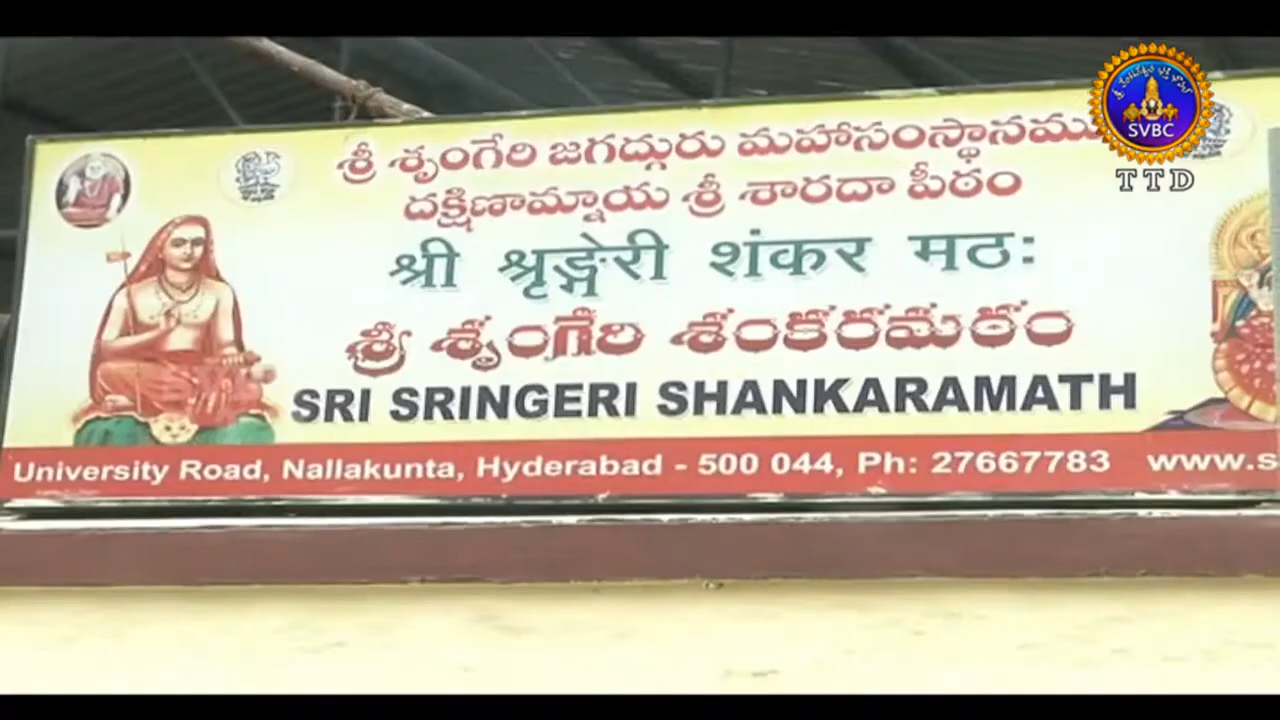 శ్రీ శృంగేరి జగద్గురు మహాసంస్థానము
దక్షిణామ్నాయ శ్రీ శారదా పీఠం
श्री श्रृङ्गेरी शंकर मठः
శ్రీ శృంగేరి శంకరమఠం
SRI SRINGERI SHANKARAMATH
University Road, Nallakunta, Hyderabad - 500 044, Ph: 27667783 www.s
SVBC
TTD